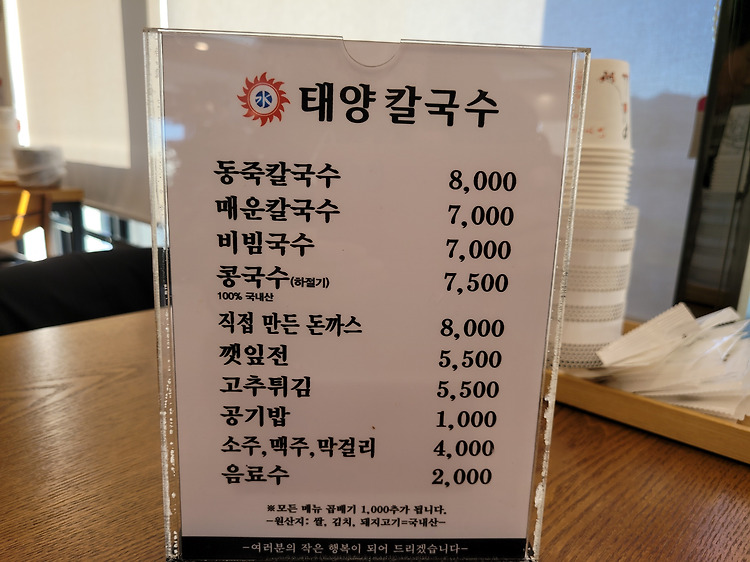 水 태양 칼국수
동죽칼국수 8,000
매운칼국수 7,000
비빔국수 7,000
콩국수(하절기) 7,500
100% 국내산
직접 만든 돈까스 8,000
깻잎전 5,500
고추튀김 5,500
공기밥 1,000
소주,맥주,막걸리 4,000
음료수 2,000
※모든 메뉴 곱빼기 1,000추가 됩니다.
-원산지: 쌀, 김치, 돼지고기=국내산-
-여러분의 작은 행복이 되어 드리겠습니다-